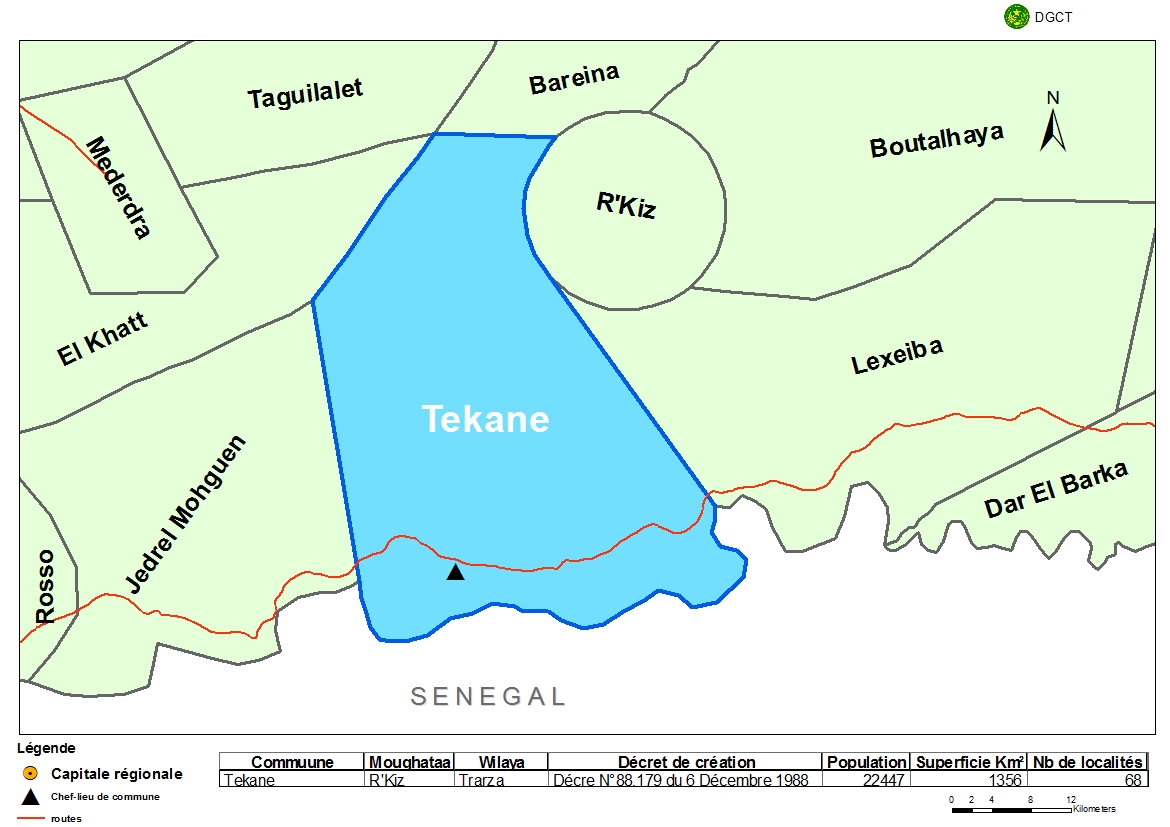 DGCT
Taguilalet
Bareina
N
Boutalhaya
Mederdra
R'Kiz
El Khatt
Lexeiba
Tekane
Jedrel Mohguen
Dar El Barka
Rosso
SENEGAL
Légende
Capitale régionale
Chef-lieu de commune
routes
Commuune Moughataa Wilaya Décret de création Population Superficie Km² Nb de localités
Tekane R'Kiz Trarza Décre N°88.179 du 6 Décembre 1988 22447 1356 68
0 2 4 8 12
Kilometers